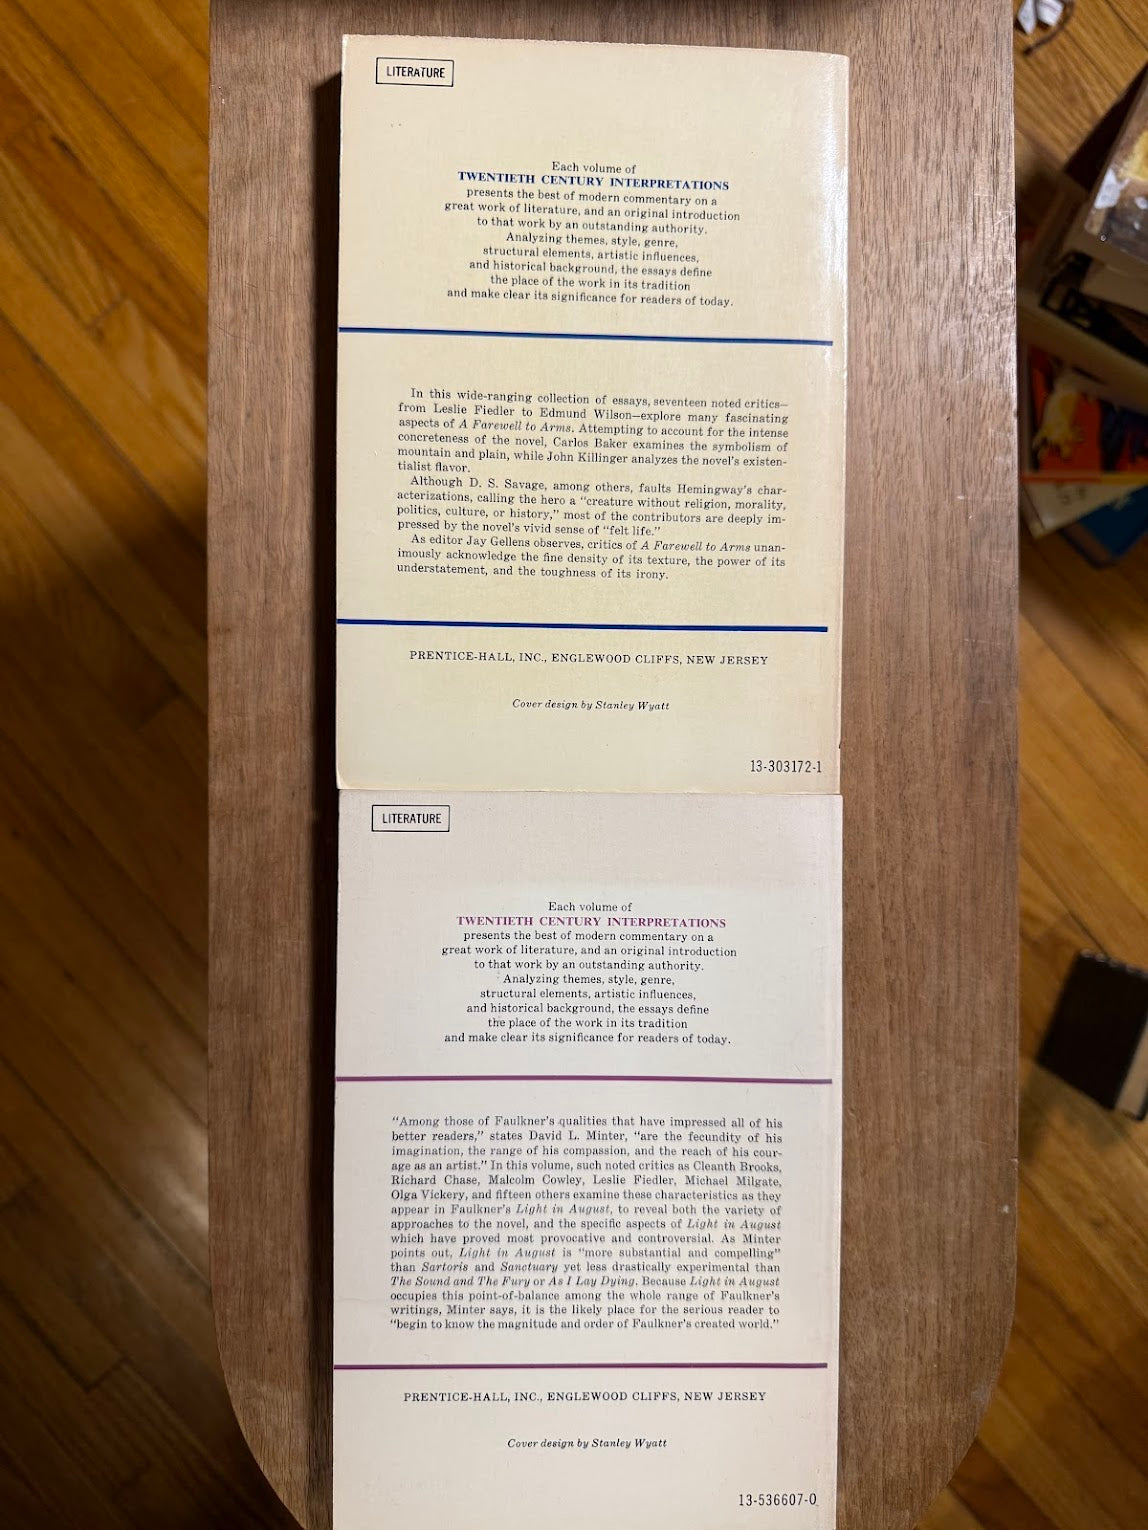 LITERATURE
Each volume of
TWENTIETH CENTURY INTERPRETATIONS
presents the best of modern commentary on a
great work of literature, and an original introduction
to that work by an outstanding authority.
Analyzing themes, style, genre,
structural elements, artistic influences,
and historical background, the essays define
the place of the work in its tradition
and make clear its significance for readers of today.
In this wide-ranging collection of essays, seventeen noted critics—
from Leslie Fiedler to Edmund Wilson—explore many fascinating
aspects of A Farewell to Arms. Attempting to account for the intense
concreteness of the novel, Carlos Baker examines the symbolism of
mountain and plain, while John Killinger analyzes the novel's existen-
tialist flavor.
Although D. S. Savage, among others, faults Hemingway's char-
acterizations, calling the hero a "creature without religion, morality,
politics, culture, or history," most of the contributors are deeply im-
pressed by the novel's vivid sense of "felt life."
As editor Jay Gellens observes, critics of A Farewell to Arms unan-
imously acknowledge the fine density of its texture, the power of its
understatement, and the toughness of its irony.
PRENTICE-HALL, INC., ENGLEWOOD CLIFFS, NEW JERSEY
Cover design by Stanley Wyatt
13-303172-1
LITERATURE
Each volume of
TWENTIETH CENTURY INTERPRETATIONS
presents the best of modern commentary on a
great work of literature, and an original introduction
to that work by an outstanding authority.
Analyzing themes, style, genre,
structural elements, artistic influences,
and historical background, the essays define
the place of the work in its tradition
and make clear its significance for readers of today.
"Among those of Faulkner's qualities that have impressed all of his
better readers," states David L. Minter, "are the fecundity of his
imagination, the range of his compassion, and the reach of his cour-
age as an artist." In this volume, such noted critics as Cleanth Brooks,
Richard Chase, Malcolm Cowley, Leslie Fiedler, Michael Milgate,
Olga Vickery, and fifteen others examine these characteristics as they
appear in Faulkner's Light in August, to reveal both the variety of
approaches to the novel, and the specific aspects of Light in August
which have proved most provocative and controversial. As Minter
points out, Light in August is "more substantial and compelling"
than Sartoris and Sanctuary yet less drastically experimental than
The Sound and The Fury or As I Lay Dying. Because Light in August
occupies this point-of-balance among the whole range of Faulkner's
writings, Minter says, it is the likely place for the serious reader to
"begin to know the magnitude and order of Faulkner's created world."
PRENTICE-HALL, INC., ENGLEWOOD CLIFFS, NEW JERSEY
Cover design by Stanley Wyatt
13-536607-0